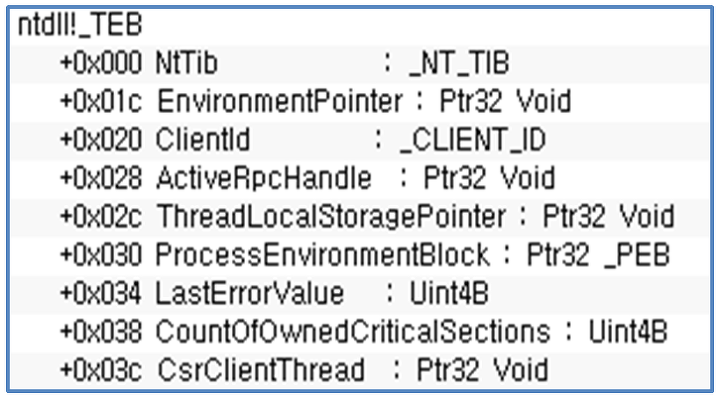 ntdll!_TEB
+0x000 NtTib : _NT_TIB
+0x01c EnvironmentPointer : Ptr32 Void
+0x020 ClientId : _CLIENT_ID
+0x028 ActiveRpcHandle : Ptr32 Void
+0x02c ThreadLocalStoragePointer : Ptr32 Void
+0x030 ProcessEnvironmentBlock : Ptr32 _PEB
+0x034 LastErrorValue : Uint4B
+0x038 CountOfOwnedCriticalSections : Uint4B
+0x03c CsrClientThread : Ptr32 Void